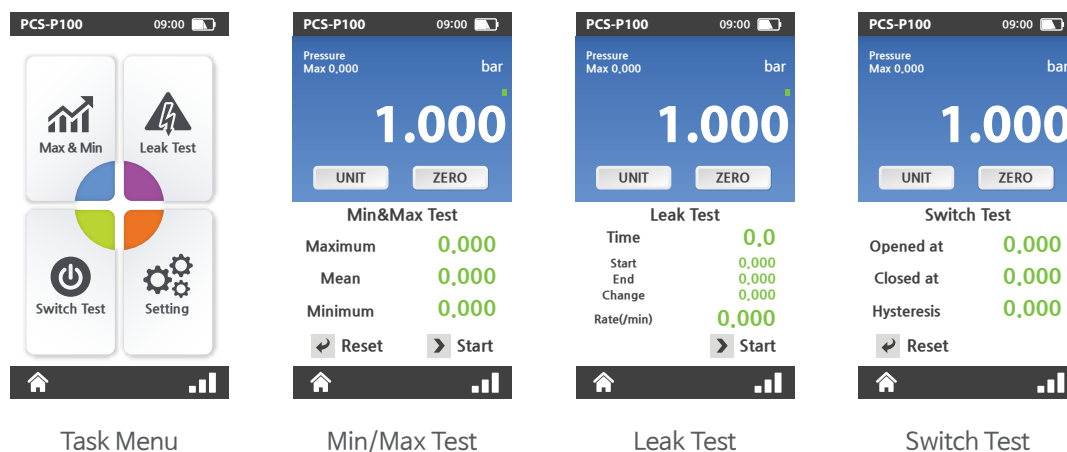 PCS-P100 09:00
Max & Min Leak Test
Switch Test Setting
Task Menu
PCS-P100 09:00
Pressure
Max 0,000 bar
1.000
UNIT ZERO
Min&Max Test
Maximum 0,000
Mean 0,000
Minimum 0,000
Reset Start
Min/Max Test
PCS-P100 09:00
Pressure
Max 0,000 bar
1.000
UNIT ZERO
Leak Test
Time 0,0
Start 0,000
End 0,000
Change 0,000
Rate(/min) 0,000
Start
Leak Test
PCS-P100 09:00
Pressure
Max 0,000 bar
1.000
UNIT ZERO
Switch Test
Opened at 0,000
Closed at 0,000
Hysteresis 0,000
Reset
Switch Test